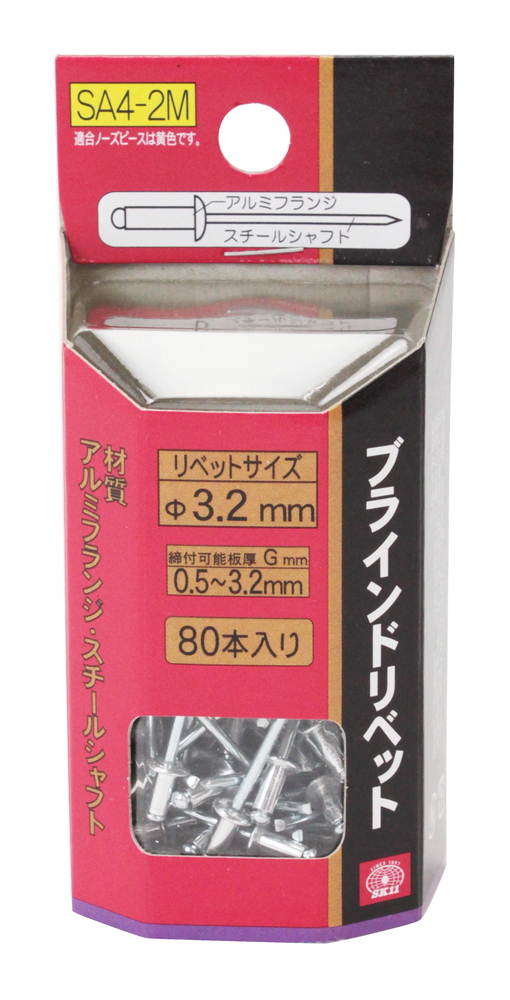 SA4-2M
適合ノーズピースは黄色です。
アルミフランジ
スチールシャフト
リベットサイズ
Φ3.2mm
締付可能板厚 G mm
0.5~3.2mm
80本入り
ブラインドリベット
材質
アルミフランジ・スチールシャフト
SINCE 1897
SK11